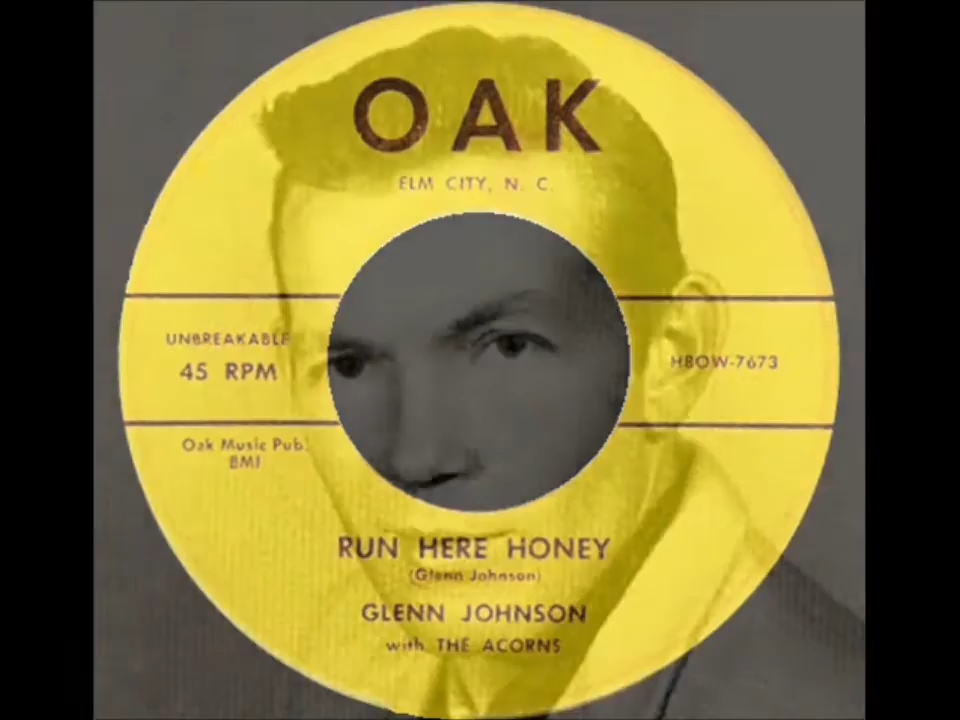 OAK
ELM CITY, N. C.
UNBREAKABLE
45 RPM
H8OW-7673
Oak Music Pub.
BMI
RUN HERE HONEY
(Glenn Johnson)
GLENN JOHNSON
with THE ACORNS